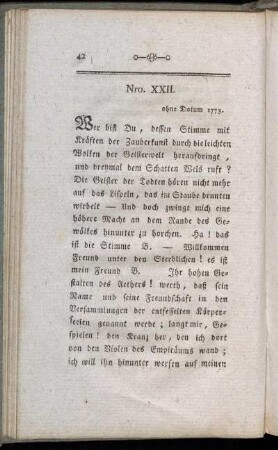 42
Nro. XXII.
ohne Datum 1773.
Wer bist Du, dessen Stimme mit
Kräften der Zauberkunst durch die leichten
Wolken der Geisterwelt heraufdringe,
und dreymal dem Schatten Vels ruft?
Die Geister der Todten hören nicht mehr
auf das Lispeln, das im Staube drunten
wirbelt — Und doch zwingt mich eine
höhere Macht an dem Rande des Ge-
wölkes hinunter zu horchen. Ha! das
ist die Stimme B. — Willkommen
Freund unter den Sterblichen! es ist
mein Freund B. Ihr hohen Ge-
stalten des Aethers! werth, daß sein
Name und seine Freundschaft in den
Versammlungen der entfesselten Körper-
seelen genannt werde; langt mir, Ge-
spielen! den Kranz her, den ich dort
von den Violen des Empiräums wand;
ich will ihn hinunter werfen auf meinen